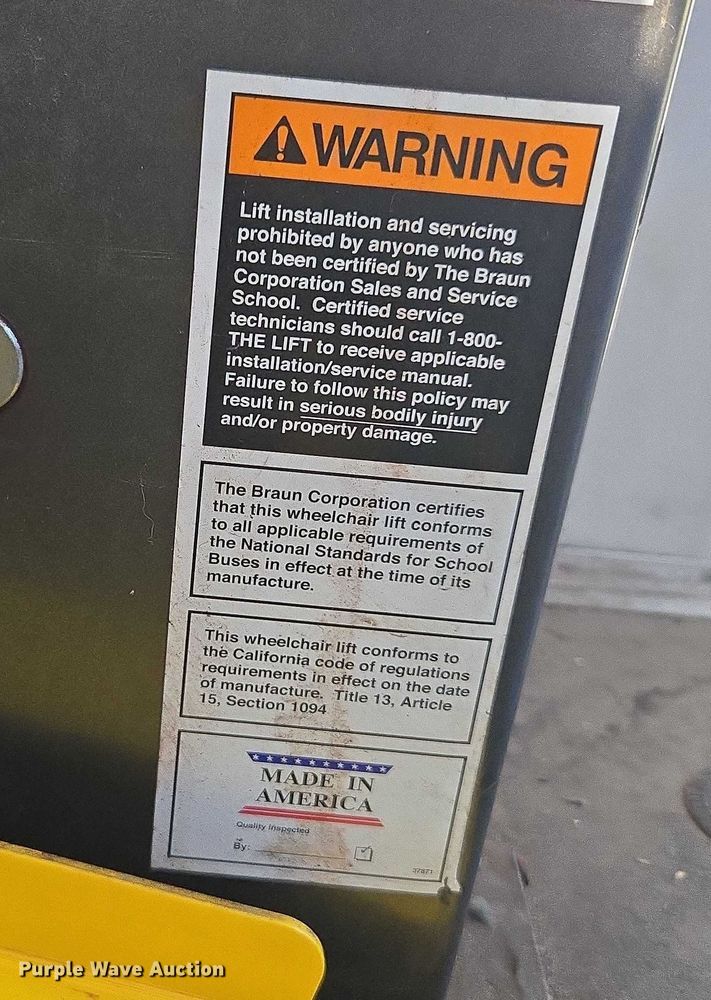 WARNING
Lift installation and servicing
prohibited by anyone who has
not been certified by The Braun
Corporation Sales and Service
School. Certified service
technicians should call 1-800-
THE LIFT to receive applicable
installation/service manual.
Failure to follow this policy may
result in serious bodily injury
and/or property damage.
The Braun Corporation certifies
that this wheelchair lift conforms
to all applicable requirements of
the National Standards for School
Buses in effect at the time of its
manufacture.
This wheelchair lift conforms to
the California code of regulations
requirements in effect on the date
of manufacture. Title 13, Article
15, Section 1094
MADE IN
AMERICA
Quality Inspected
By:
Purple Wave Auction